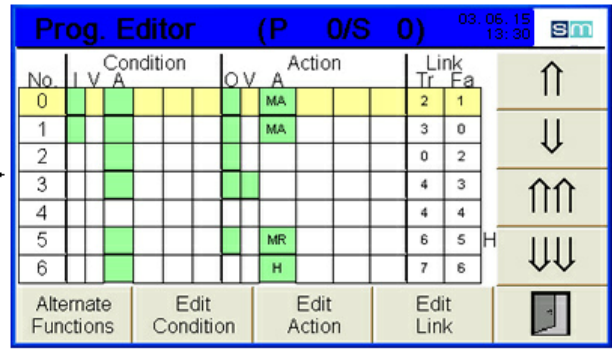 Prog. Editor (P 0/S 0) 03. 06. 15 13: 30 sm
Condition Action Link
No. I V A O V A Tr Fa
0 MA 2 1
1 MA 3 0
2 0 2
3 4 3
4 4 4
5 MR 6 5 H
6 H 7 6
Alternate Functions Edit Condition Edit Action Edit Link